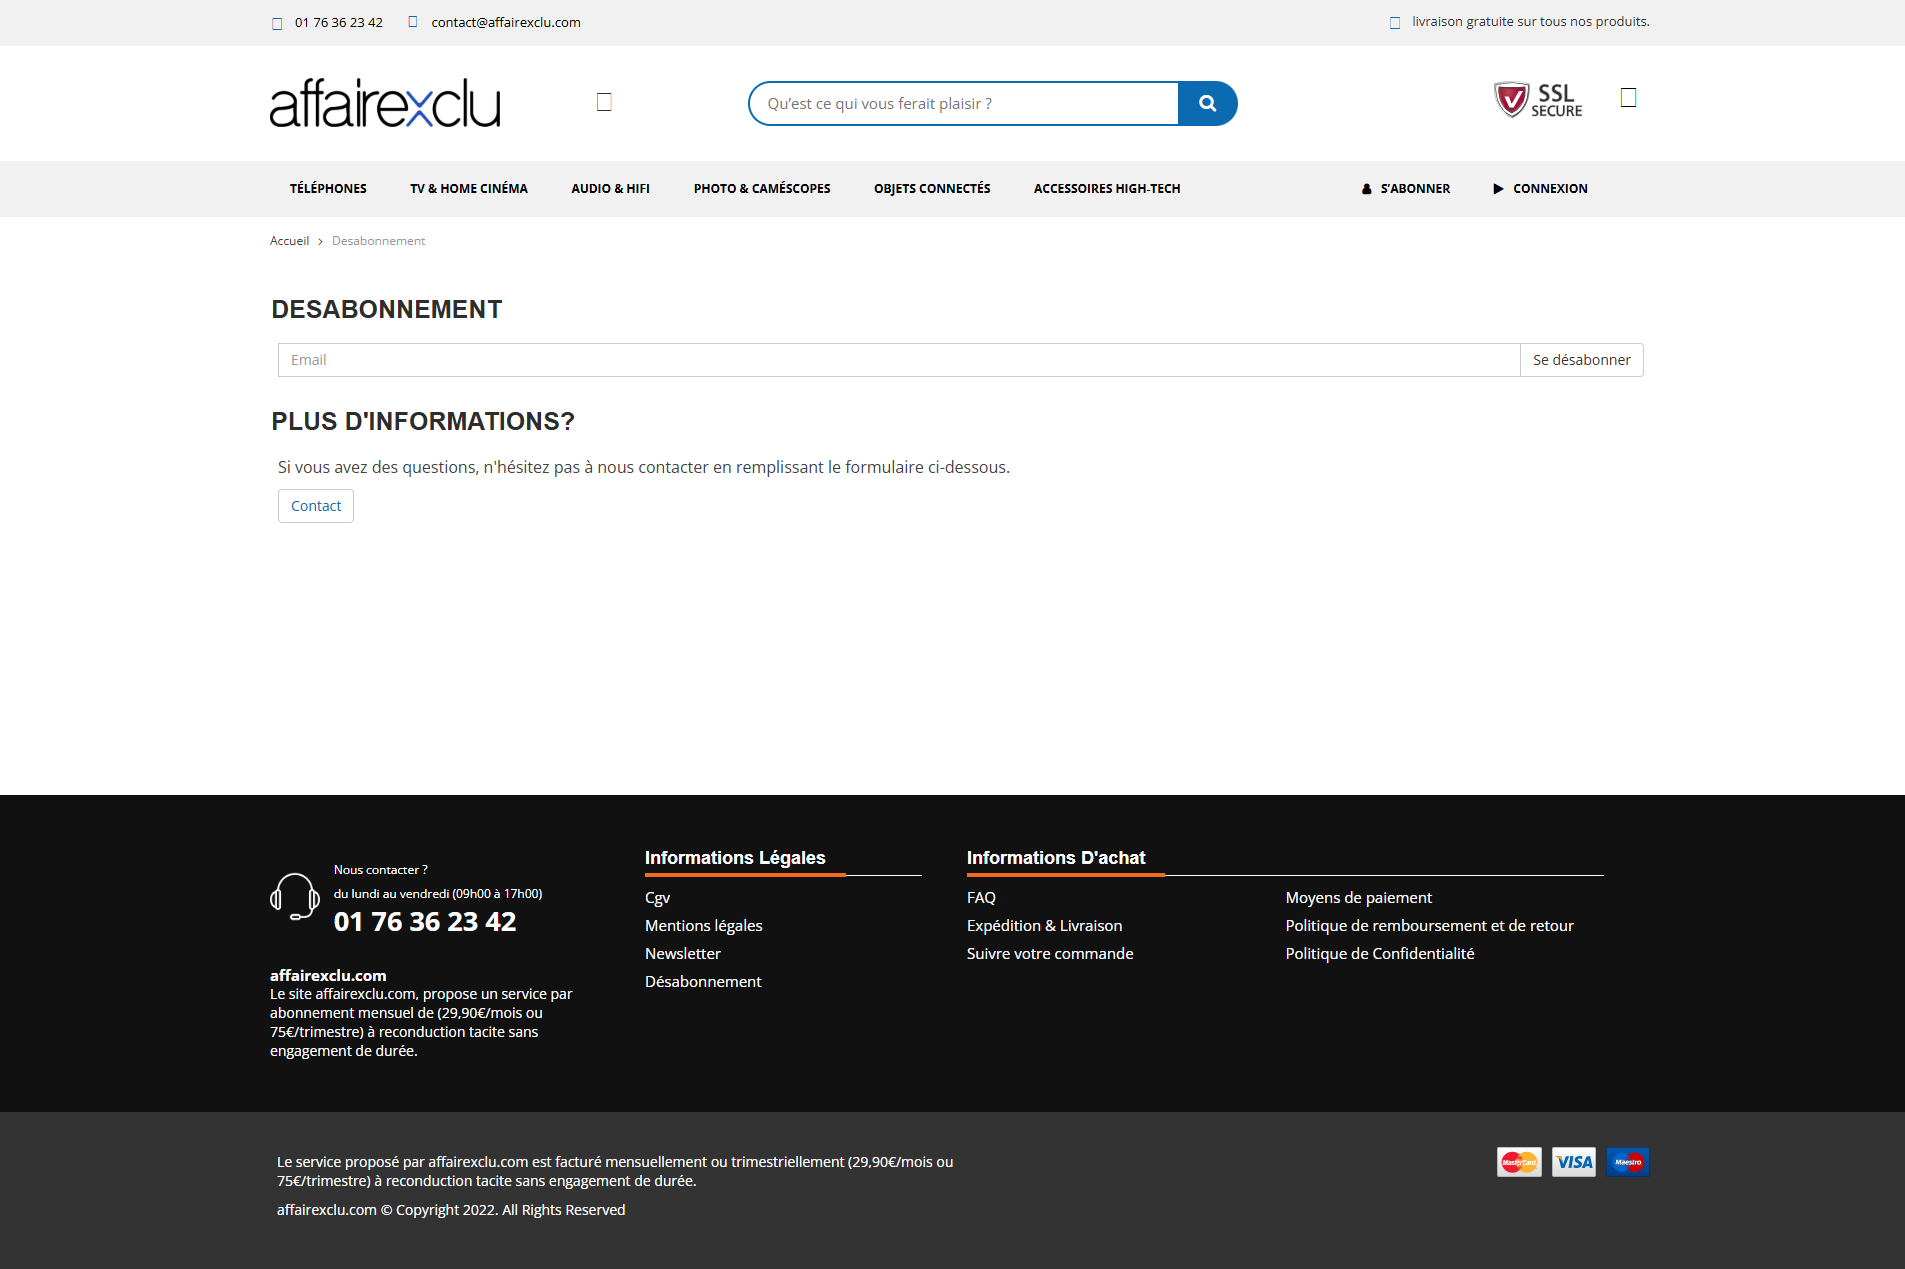 01 76 36 23 42
contact@affairexclu.com
livraison gratuite sur tous nos produits.
affairexclu
Qu’est ce qui vous ferait plaisir ?
SSL
SECURE
TÉLÉPHONES
TV & HOME CINÉMA
AUDIO & HIFI
PHOTO & CAMÉSCOPES
OBJETS CONNECTÉS
ACCESSOIRES HIGH-TECH
S’ABONNER
CONNEXION
Accueil
Desabonnement
DESABONNEMENT
Email
Se désabonner
PLUS D'INFORMATIONS?
Si vous avez des questions, n'hésitez pas à nous contacter en remplissant le formulaire ci-dessous.
Contact
Nous contacter ?
du lundi au vendredi (09h00 à 17h00)
01 76 36 23 42
affairexclu.com
Le site affairexclu.com, propose un service par
abonnement mensuel de (29,90€/mois ou
75€/trimestre) à reconduction tacite sans
engagement de durée.
Informations Légales
Cgv
Mentions légales
Newsletter
Désabonnement
Informations D'achat
FAQ
Expédition & Livraison
Suivre votre commande
Moyens de paiement
Politique de remboursement et de retour
Politique de Confidentialité
Le service proposé par affairexclu.com est facturé mensuellement ou trimestriellement (29,90€/mois ou
75€/trimestre) à reconduction tacite sans engagement de durée.
affairexclu.com © Copyright 2022. All Rights Reserved
MasterCard
VISA
Maestro